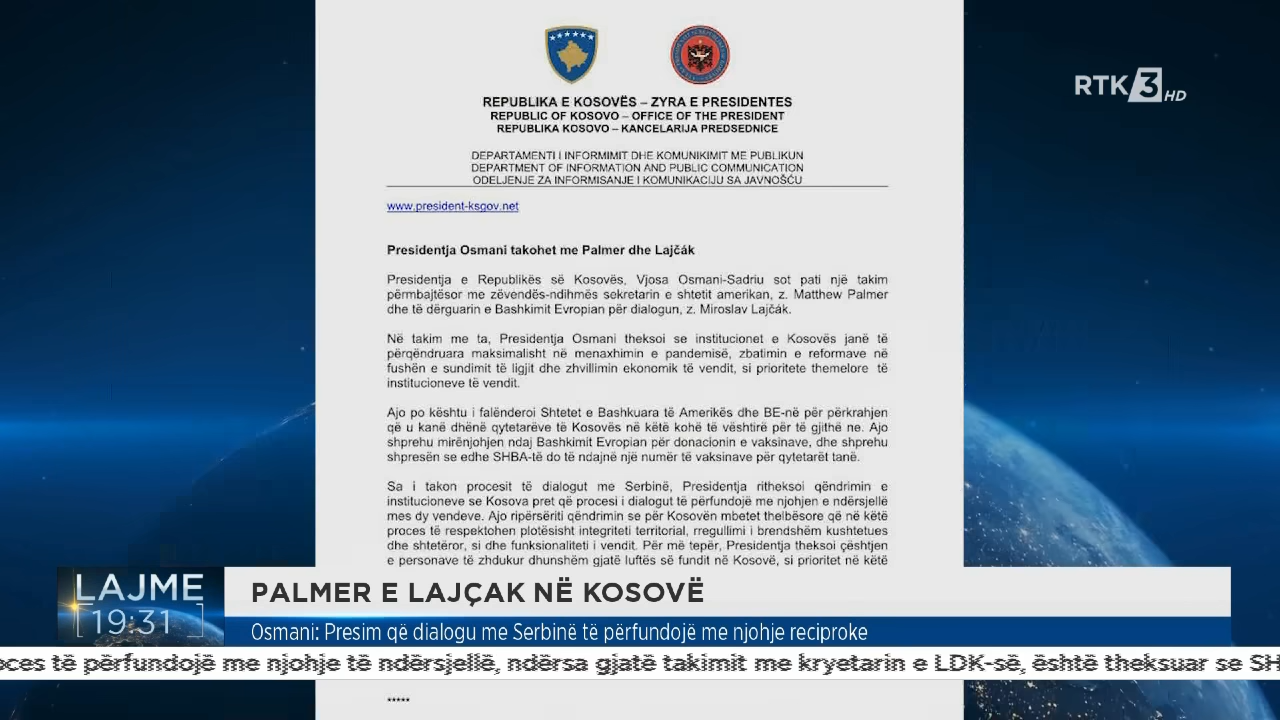 RTK 3 HD
REPUBLIKA E KOSOVËS – ZYRA E PRESIDENTES
REPUBLIC OF KOSOVO – OFFICE OF THE PRESIDENT
REPUBLIKA KOSOVO – KANCELARIJA PREDSEDNICE
DEPARTAMENTI I INFORMIMIT DHE KOMUNIKIMIT ME PUBLIKUN
DEPARTMENT OF INFORMATION AND PUBLIC COMMUNICATION
ODELJENJE ZA INFORMISANJE I KOMUNIKACIJU SA JAVNOŠĆU
www.president-ksgov.net
Presidentja Osmani takohet me Palmer dhe Lajčák
Presidentja e Republikës së Kosovës, Vjosa Osmani-Sadriu sot pati një takim
përmbajtësor me zëvendës-ndihmës sekretarin e shtetit amerikan, z. Matthew Palmer
dhe të dërguarin e Bashkimit Evropian për dialogun, z. Miroslav Lajčák.
Në takim me ta, Presidentja Osmani theksoi se institucionet e Kosovës janë të
përqëndruara maksimalisht në menaxhimin e pandemisë, zbatimin e reformave në
fushën e sundimit të ligjit dhe zhvillimin ekonomik të vendit, si prioritete themelore të
institucioneve të vendit.
Ajo po kështu i falënderoi Shtetet e Bashkuara të Amerikës dhe BE-në për përkrahjen
që u kanë dhënë qytetarëve të Kosovës në këtë kohë të vështirë për të gjithë ne. Ajo
shprehu mirënjohjen ndaj Bashkimit Evropian për donacionin e vaksinave, dhe shprehu
shpresën se edhe SHBA-të do të ndajnë një numër të vaksinave për qytetarët tanë.
Sa i takon procesit të dialogut me Serbinë, Presidentja ritheksoi qëndrimin e
institucioneve se Kosova pret që procesi i dialogut të përfundojë me njohjen e ndërsjellë
mes dy vendeve. Ajo ripërsëriti qëndrimin se për Kosovën mbetet thelbësore që në këtë
proces të respektohen plotësisht integriteti territorial, rregullimi i brendshëm kushtetues
dhe shtetëror, si dhe funksionaliteti i vendit. Për më tepër, Presidentja theksoi çështjen
e personave të zhdukur dhunshëm gjatë luftës së fundit në Kosovë, si prioritet në këtë
LAJME
19:31
PALMER E LAJÇAK NË KOSOVË
Osmani: Presim që dialogu me Serbinë të përfundojë me njohje reciproke
oces të përfundojë me njohje të ndërsjellë, ndërsa gjatë takimit me kryetarin e LDK-së, është theksuar se SH
*****